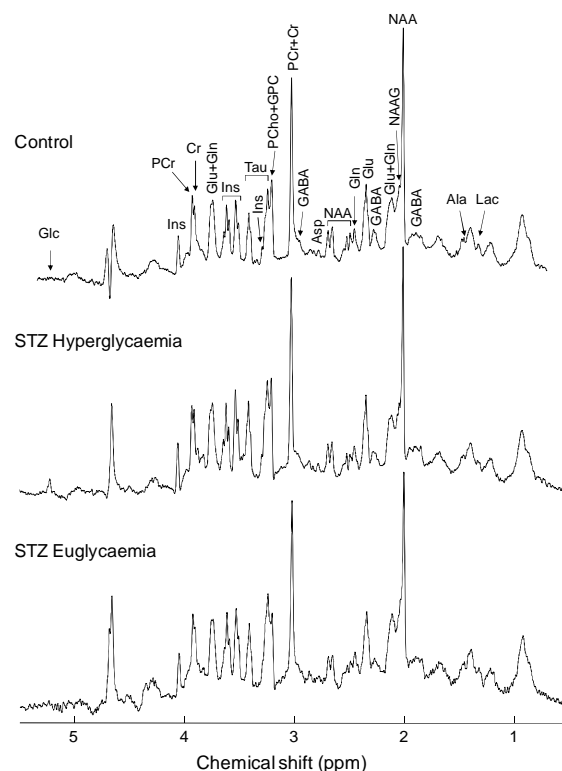 NAA
PCr+Cr
NAAG
PCho+GPC
Control
Cr
PCr
Glu+Gln
Tau
Ins
Ins
GABA
Gln
Glu
Glu+Gln
GABA
GABA
Ins
Asp
NAA
Ala
Lac
Glc
STZ Hyperglycaemia
STZ Euglycaemia
5
4
3
2
1
Chemical shift (ppm)